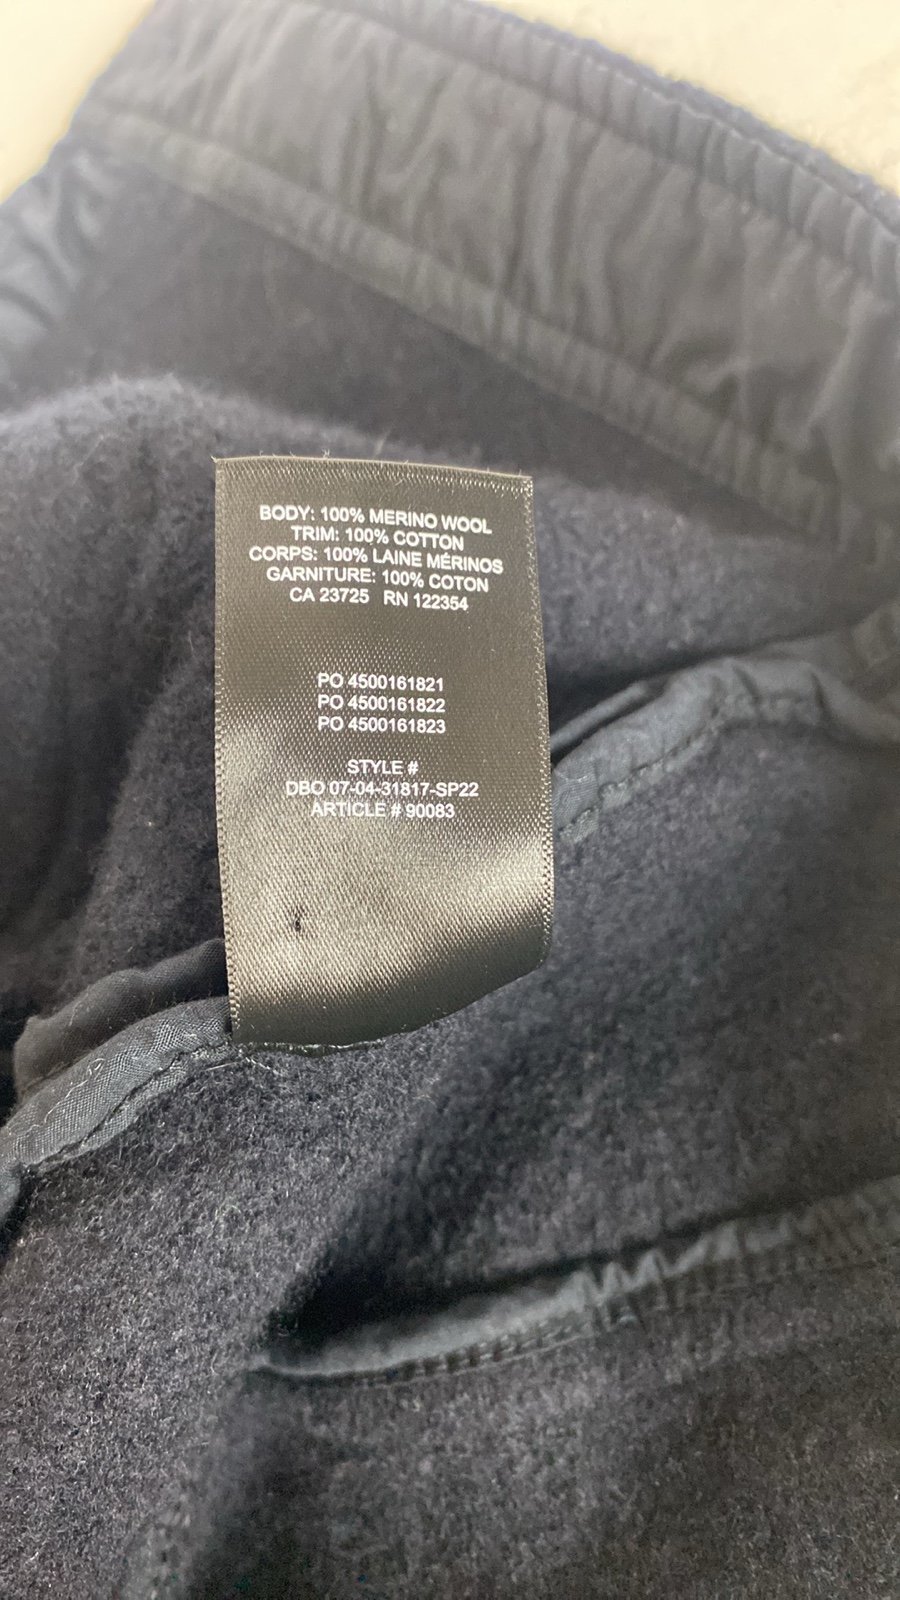 BODY: 100% MERINO WOOL
TRIM: 100% COTTON
CORPS: 100% LAINE MÉRINOS
GARNITURE: 100% COTON
CA 23725 RN 122354
PO 4500161821
PO 4500161822
PO 4500161823
STYLE #
DBO 07-04-31817-SP22
ARTICLE # 90083